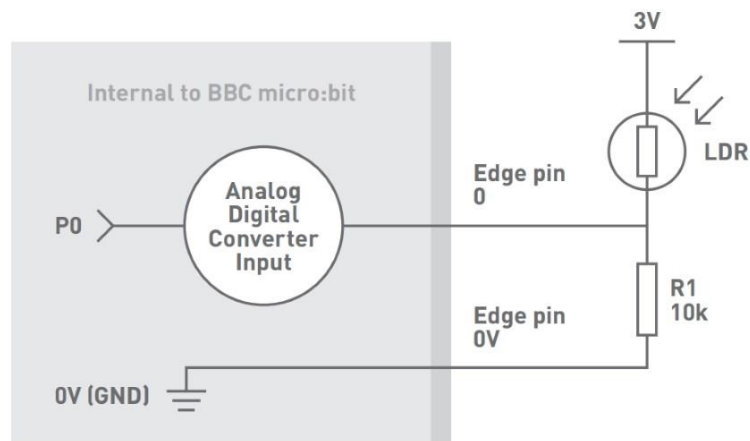 3V
Internal to BBC micro:bit
LDR
Edge pin
0
Analog
Digital
Converter
Input
P0
R1
10k
Edge pin
0V
0V (GND)